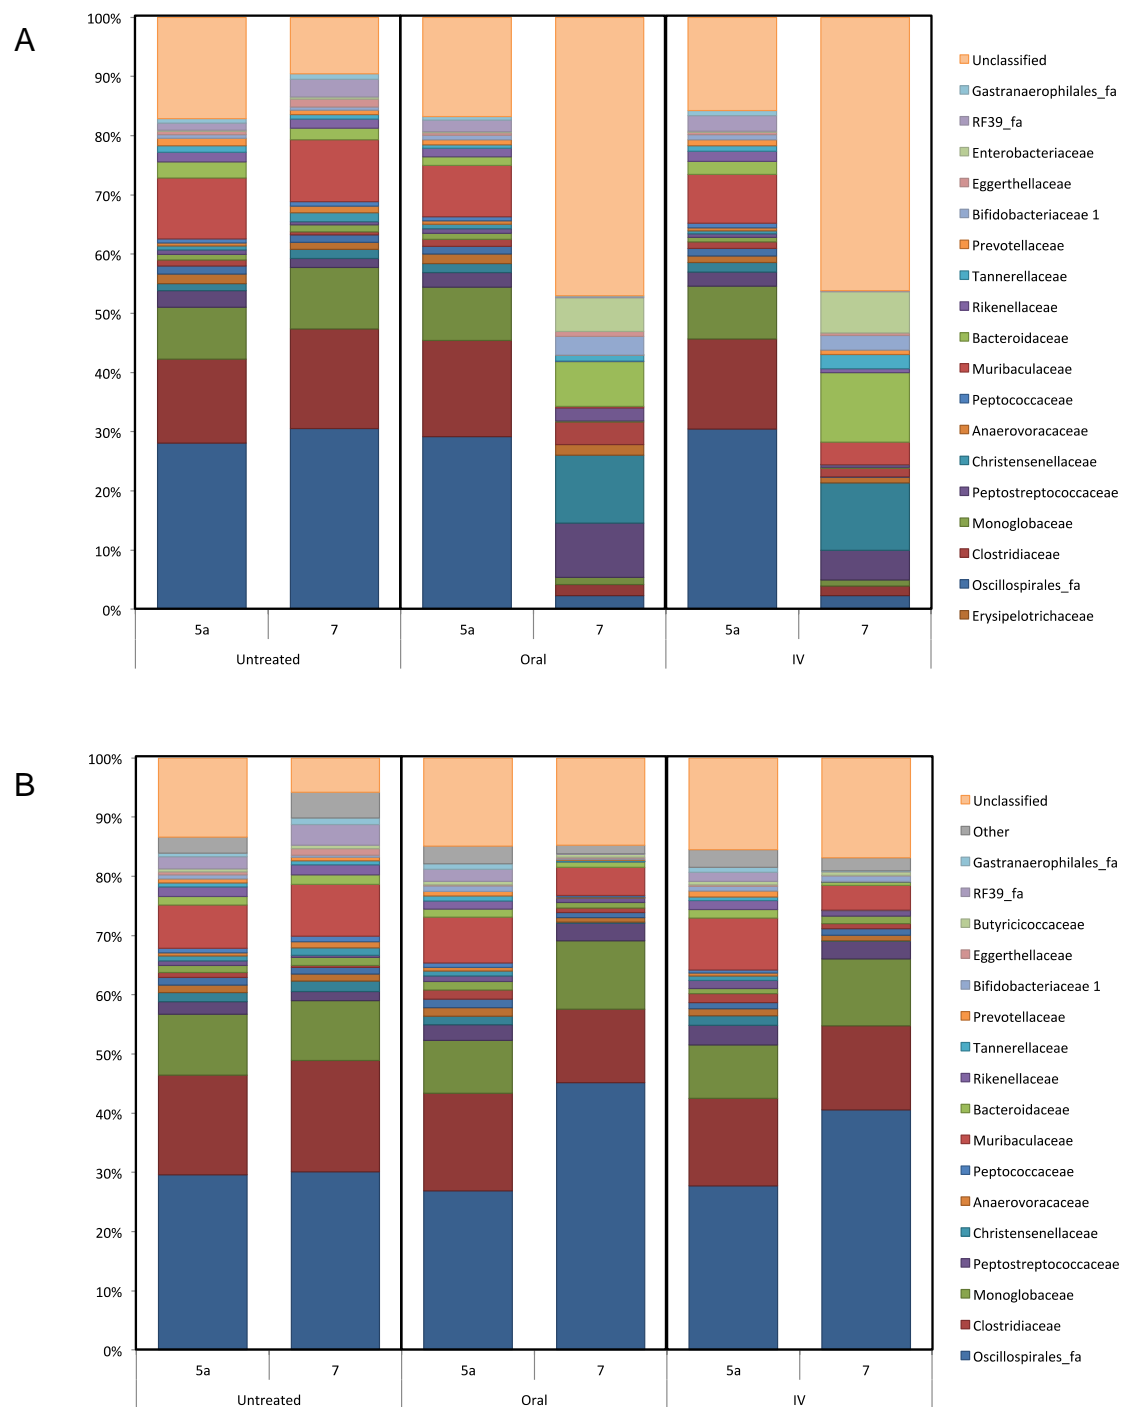 A
100%
90%
80%
70%
60%
50%
40%
30%
20%
10%
0%
5a 7 5a 7 5a 7
Untreated Oral IV
Unclassified
Gastranaerophilales_fa
RF39_fa
Enterobacteriaceae
Eggerthellaceae
Bifidobacteriaceae 1
Prevotellaceae
Tannerellaceae
Rikenellaceae
Bacteroidaceae
Muribaculaceae
Peptococcaceae
Anaerovoracaceae
Christensenellaceae
Peptostreptococcaceae
Monoglobaceae
Clostridiaceae
Oscillospirales_fa
Erysipelotrichaceae
B
100%
90%
80%
70%
60%
50%
40%
30%
20%
10%
0%
5a 7 5a 7 5a 7
Untreated Oral IV
Unclassified
Other
Gastranaerophilales_fa
RF39_fa
Butyricicoccaceae
Eggerthellaceae
Bifidobacteriaceae 1
Prevotellaceae
Tannerellaceae
Rikenellaceae
Bacteroidaceae
Muribaculaceae
Peptococcaceae
Anaerovoracaceae
Christensenellaceae
Peptostreptococcaceae
Monoglobaceae
Clostridiaceae
Oscillospirales_fa